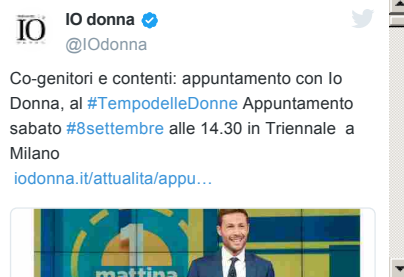 IO
IO donna
@IOdonna
Co-genitori e contenti: appuntamento con Io
Donna, al #TempodelleDonne Appuntamento
sabato #8settembre alle 14.30 in Triennale a
Milano
iodonna.it/attualita/appu…
1
mattina